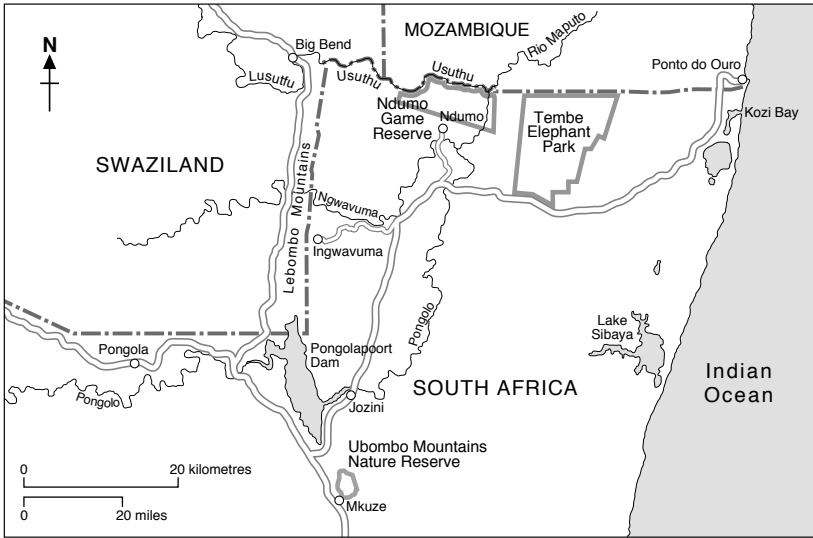 MOZAMBIQUE
N
Big Bend
Rio Maputo
Lusutfu
Usuthu
Usuthu
Usuthu
Ponto do Ouro
Ndumo
Game
Reserve
Ndumo
Tembe
Elephant
Park
Kozi Bay
SWAZILAND
Lebombo Mountains
Ngwavuma
Ingwavuma
Pongolo
Lake
Sibaya
Pongola
Pongolapoort
Dam
Pongolo
Jozini
SOUTH AFRICA
Indian
Ocean
Ubombo Mountains
Nature Reserve
Mkuze
0 20 kilometres
0 20 miles